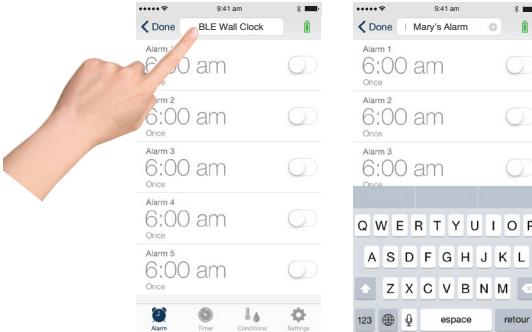 9:41 am
Done
BLE Wall Clock
Alarm
6:00 am
Once
Alarm 2
6:00 am
Once
Alarm 3
6:00 am
Once
Alarm 4
6:00 am
Once
Alarm 5
6:00 am
Once
Alarm
Timer
Conditions
Settings
9:41 am
Done
Mary's Alarm
Alarm 1
6:00 am
Once
Alarm 2
6:00 am
Once
Alarm 3
6:00 am
Once
Q W E R T Y U I O P
A S D F G H J K L
Z X C V B N M
123
espace
retour